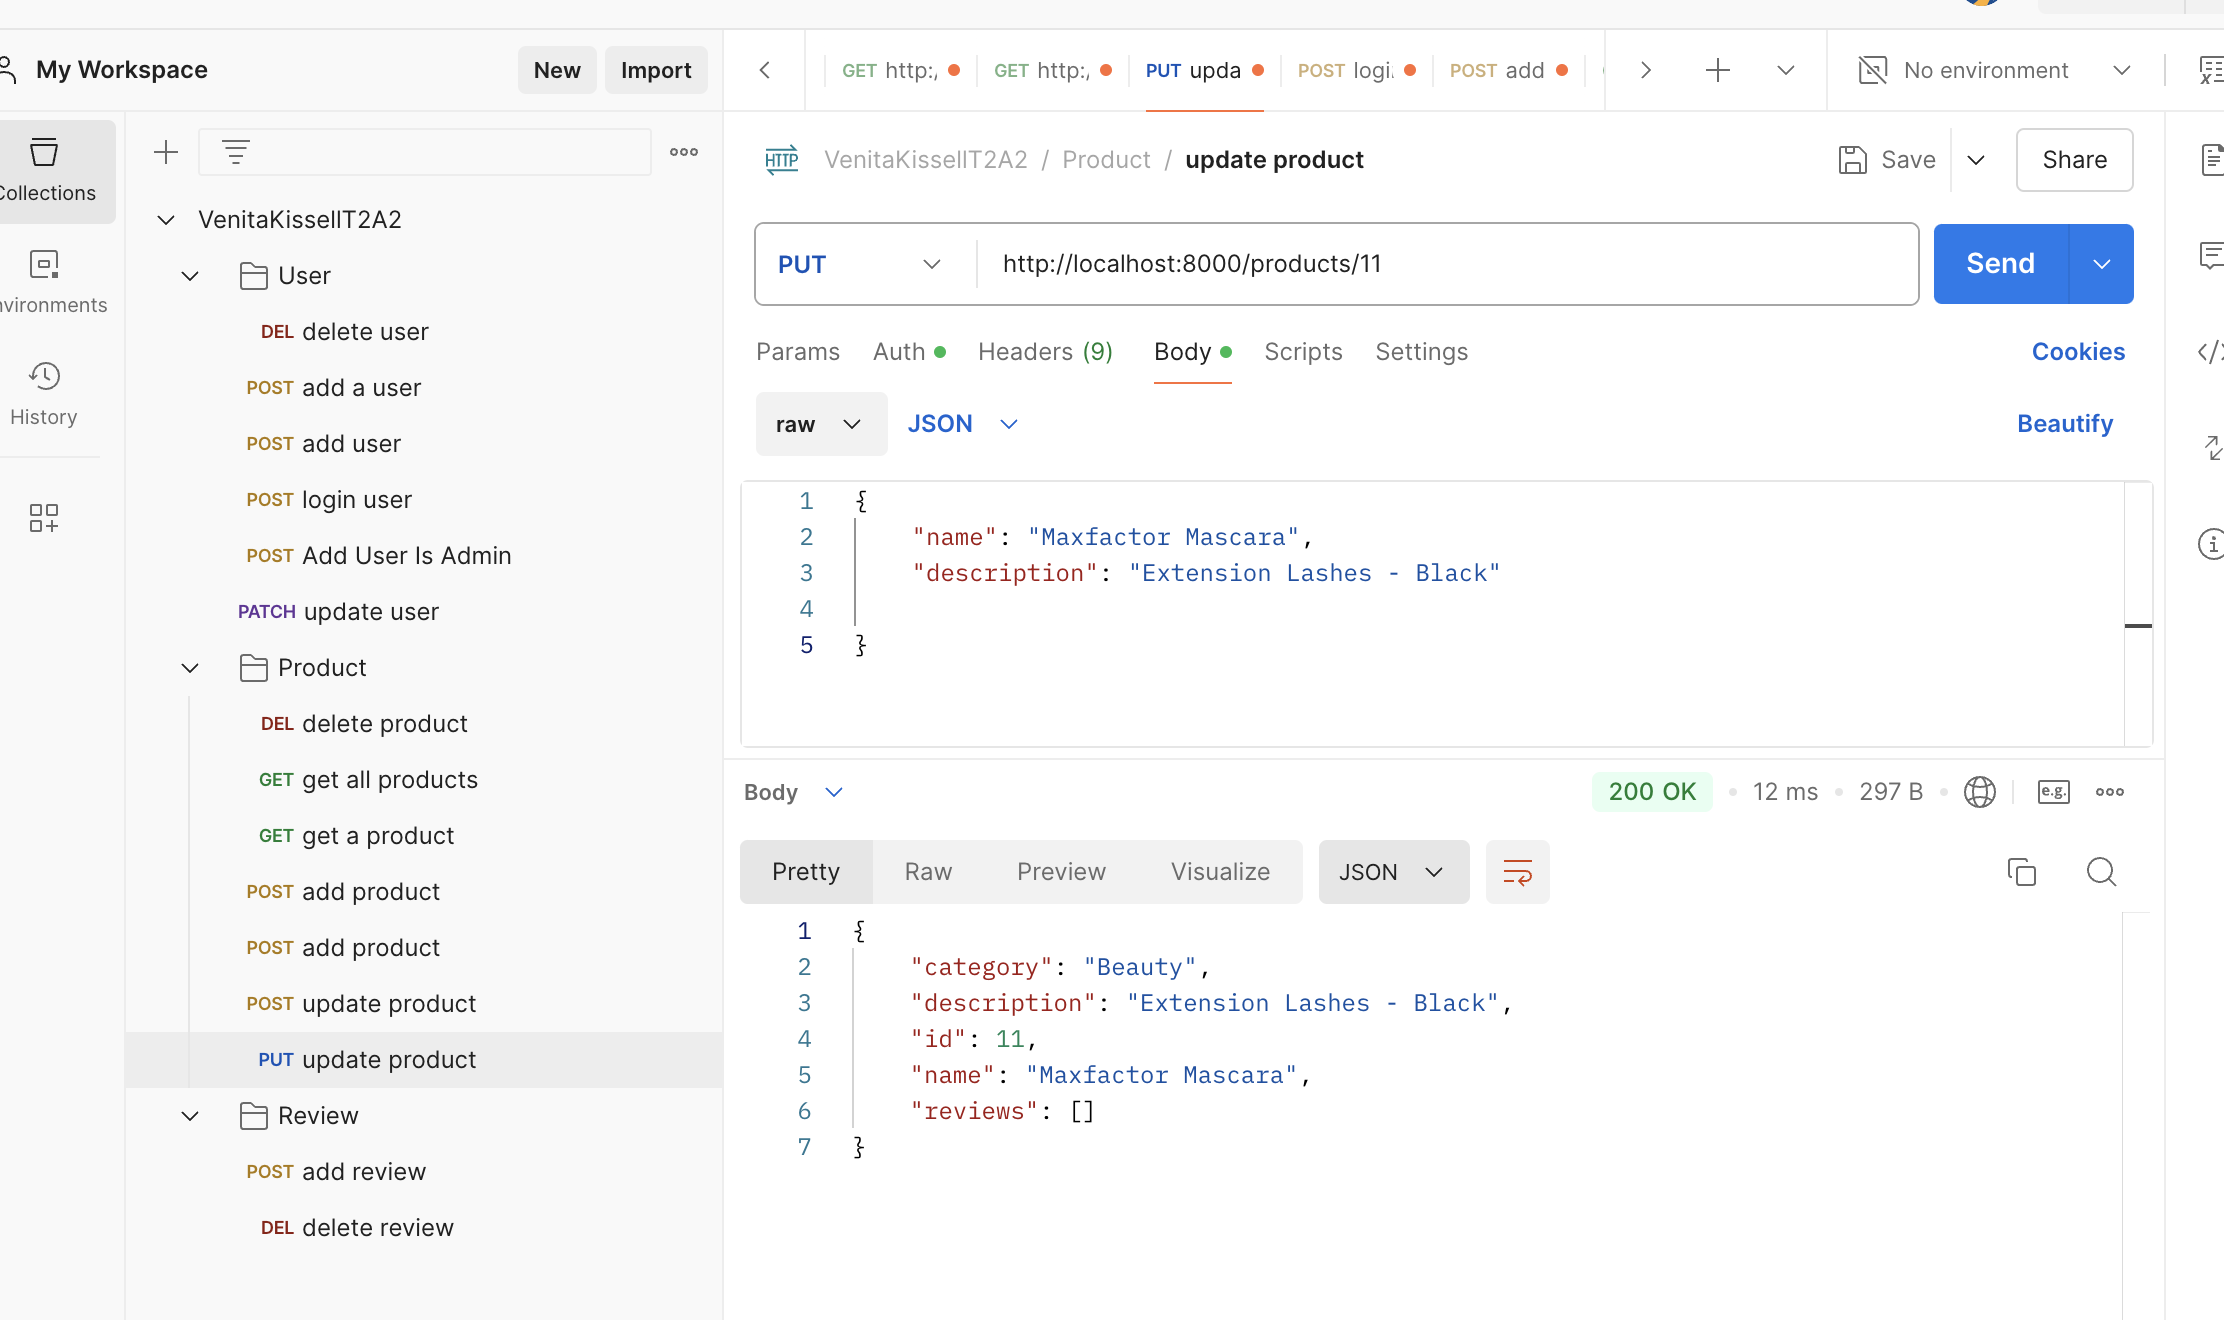 My Workspace
New
Import
GET http:/
GET http:/
PUT upda
POST logi
POST add
No environment
Collections
VenitaKissellT2A2
User
DEL delete user
POST add a user
POST add user
POST login user
POST Add User Is Admin
PATCH update user
Product
DEL delete product
GET get all products
GET get a product
POST add product
POST add product
POST update product
PUT update product
Review
POST add review
DEL delete review
nvironments
History
HTTP VenitaKissellT2A2 / Product / update product
Save
Share
PUT
http://localhost:8000/products/11
Send
Params
Auth
Headers (9)
Body
Scripts
Settings
Cookies
raw
JSON
Beautify
1 {
2 "name": "Maxfactor Mascara",
3 "description": "Extension Lashes - Black"
4
5 }
Body
200 OK
12 ms
297 B
e.g.
Pretty
Raw
Preview
Visualize
JSON
1 {
2 "category": "Beauty",
3 "description": "Extension Lashes - Black",
4 "id": 11,
5 "name": "Maxfactor Mascara",
6 "reviews": []
7 }